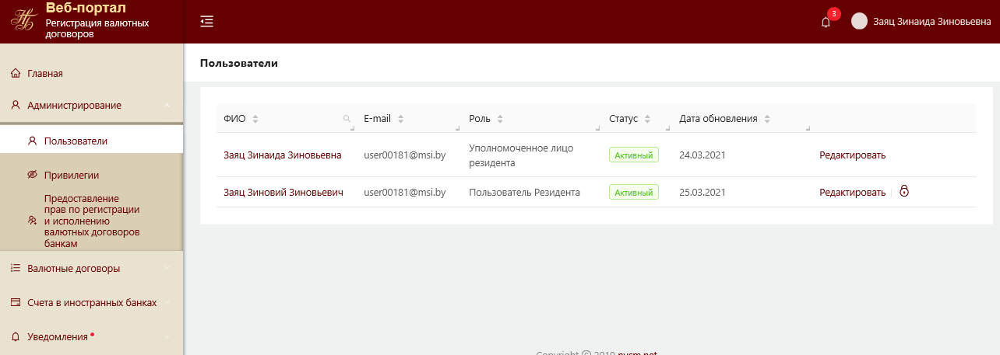 Веб-портал
Регистрация валютных
договоров
3
Заяц Зинаида Зиновьевна
Главная
Администрирование
Пользователи
Привилегии
Предоставление
прав по регистрации
и исполнению
валютных договоров
банкам
Валютные договоры
Счета в иностранных банках
Уведомления
Пользователи
ФИО E-mail Роль Статус Дата обновления
Заяц Зинаида Зиновьевна user00181@msi.by Уполномоченное лицо
резидента Активный 24.03.2021 Редактировать
Заяц Зиновий Зиновьевич user00181@msi.by Пользователь Резидента Активный 25.03.2021 Редактировать
Copyright © 2019 nvcm.net